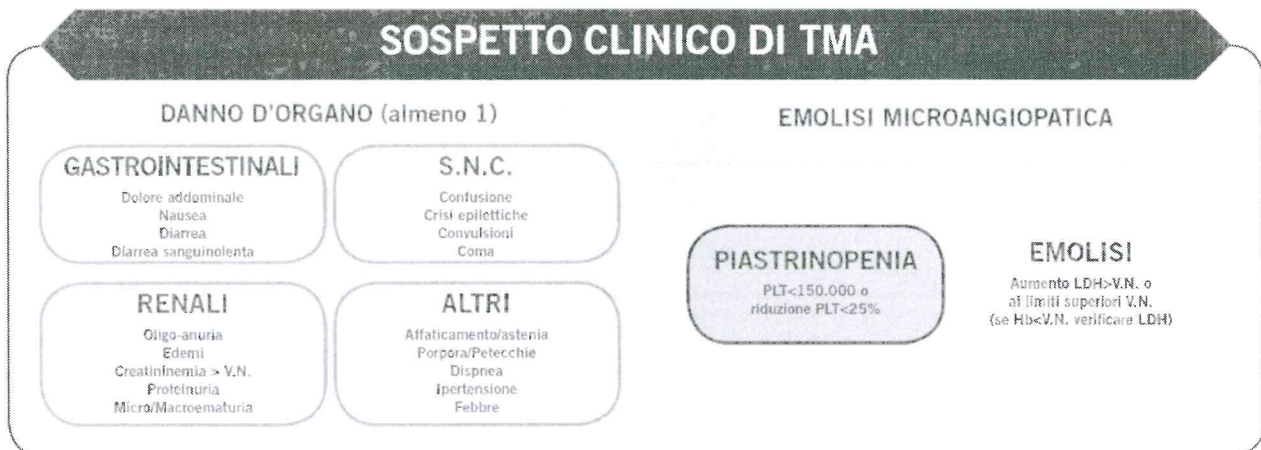 SOSPETTO CLINICO DI TMA
DANNO D'ORGANO (almeno 1)
GASTROINTESTINALI
Dolore addominale
Nausea
Diarrea
Diarrea sanguinolenta
S.N.C.
Confusione
Crisi epilettiche
Convulsioni
Coma
RENALI
Oligo-anuria
Edemi
Creatininemia > V.N.
Proteinuria
Micro/Macroematuria
ALTRI
Affaticamento/astenia
Porpora/Petecchie
Dispnea
Ipertensione
Febbre
EMOLISI MICROANGIOPATICA
PIASTRINOPENIA
PLT<150.000 o
riduzione PLT<25%
EMOLISI
Aumento LDH>V.N. o
ai limiti superiori V.N.
(se Hb<V.N. verificare LDH)